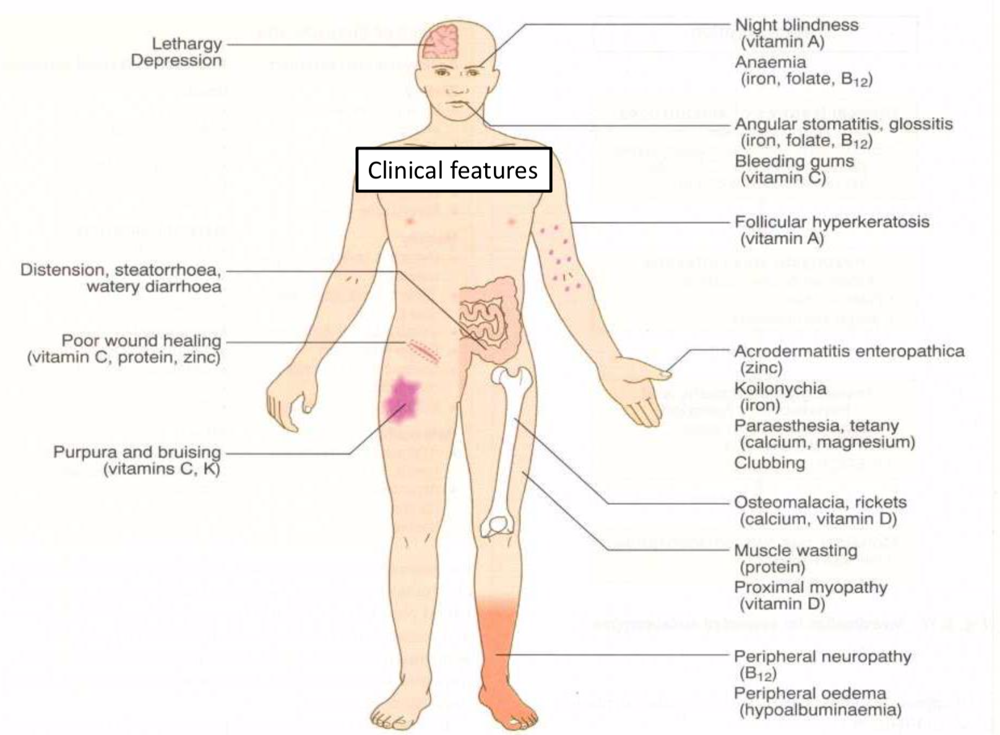 Lethargy
Depression
Clinical features
Distension, steatorrhoea,
watery diarrhoea
Poor wound healing
(vitamin C, protein, zinc)
Purpura and bruising
(vitamins C, K)
Night blindness
(vitamin A)
Anaemia
(iron, folate, B₁₂)
Angular stomatitis, glossitis
(iron, folate, B₁₂)
Bleeding gums
(vitamin C)
Follicular hyperkeratosis
(vitamin A)
Acrodermatitis enteropathica
(zinc)
Koilonychia
(iron)
Paraesthesia, tetany
(calcium, magnesium)
Clubbing
Osteomalacia, rickets
(calcium, vitamin D)
Muscle wasting
(protein)
Proximal myopathy
(vitamin D)
Peripheral neuropathy
(B₁₂)
Peripheral oedema
(hypoalbuminaemia)